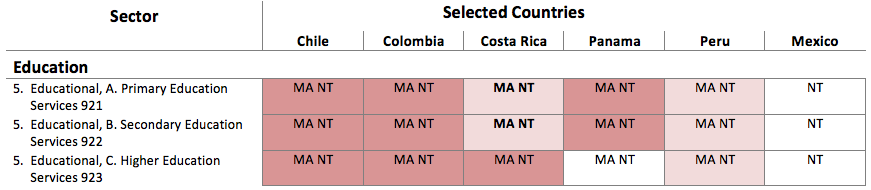 Sector Selected Countries
Chile Colombia Costa Rica Panama Peru Mexico
Education
5. Educational, A. Primary Education MA NT MA NT MA NT MA NT MA NT NT
Services 921
5. Educational, B. Secondary Education MA NT MA NT MA NT MA NT MA NT NT
Services 922
5. Educational, C. Higher Education MA NT MA NT MA NT MA NT MA NT NT
Services 923